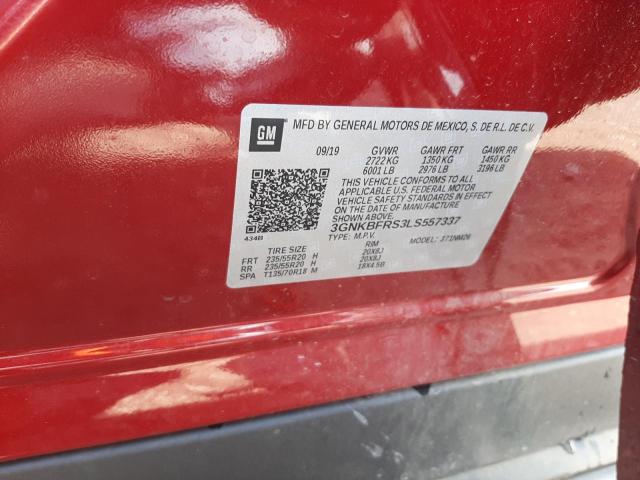 GM MFD BY GENERAL MOTORS DE MEXICO, S. DE R.L. DE C.V.
09/19 GVWR GAWR FRT GAWR RR
2722 KG 1350 KG 1450 KG
6001 LB 2976 LB 3196 LB
THIS VEHICLE CONFORMS TO ALL
APPLICABLE U.S. FEDERAL MOTOR
VEHICLE SAFETY STANDARDS IN EFFECT
ON THE DATE OF MANUFACTURE
SHOWN ABOVE.
3GNKBFRS3LS557337
434B TYPE: M.P.V. MODEL: 1T1NM26
TIRE SIZE RIM
FRT 235/55R20 H 20X8J
RR 235/55R20 H 20X8J
SPA T135/70R18 M 18X4.5B